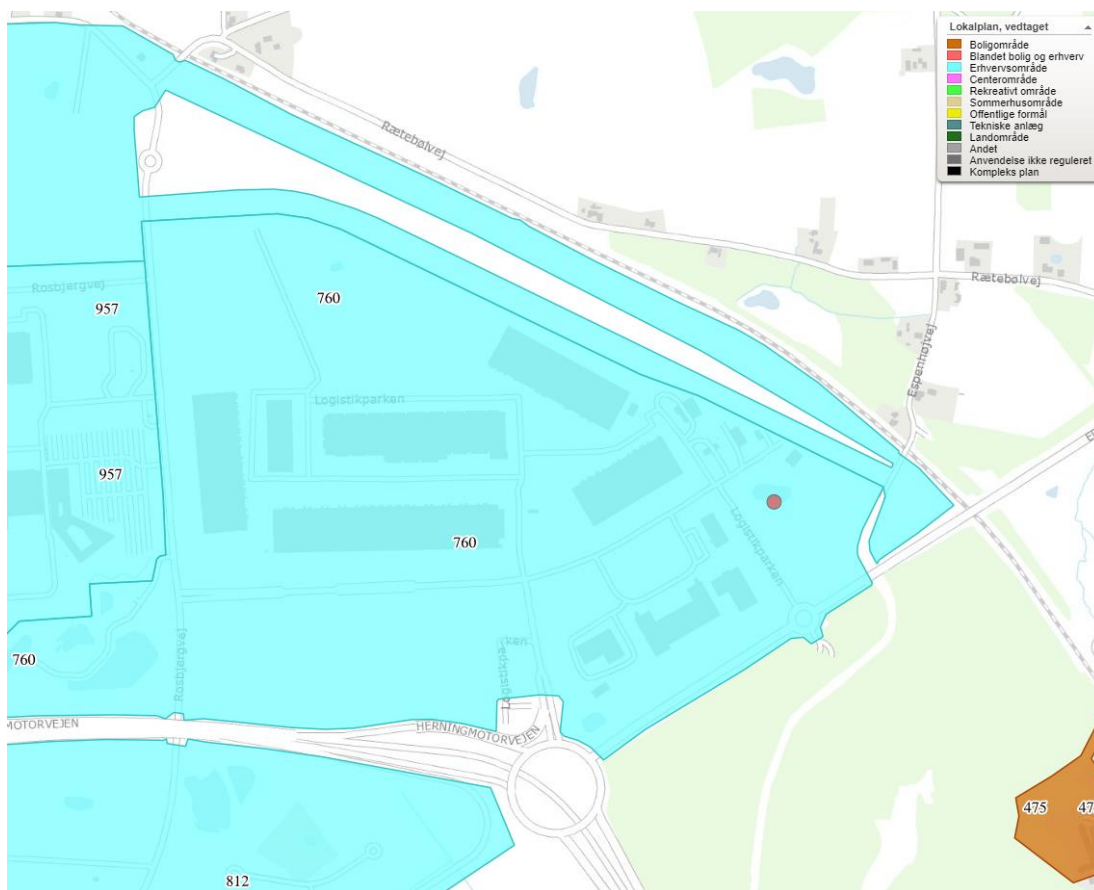 Lokalplan, vedtaget
Boligområde
Blandet bolig og erhverv
Erhvervsområde
Centerområde
Rekreativt område
Sommerhusområde
Offentlige formål
Tekniske anlæg
Landområde
Andet
Anvendelse ikke reguleret
Kompleks plan
Rætebølvej
Rosbjergvej
957
760
Rætebølvej
Espenhøjvej
Logistikparken
957
760
Logistikparken
760
Rosbjergvej
MOTORVEJEN
HERNINGMOTORVEJEN
475
812